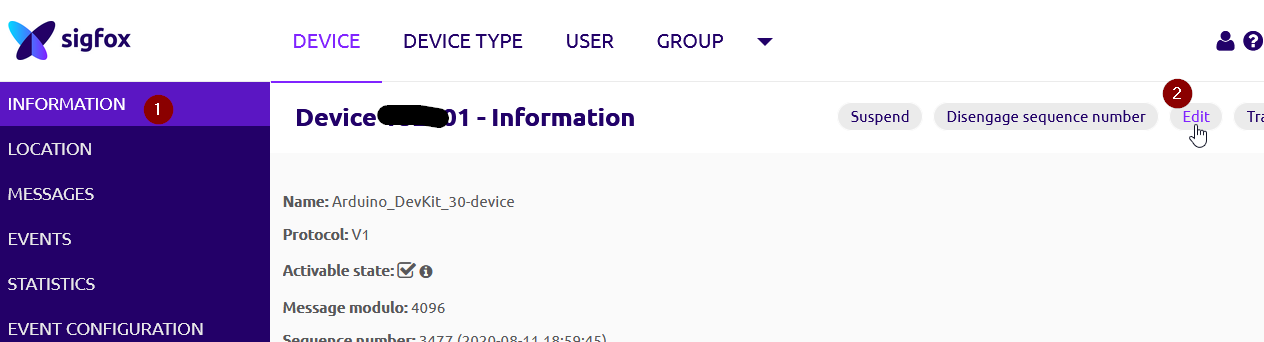 sigfox
DEVICE DEVICE TYPE USER GROUP
INFORMATION 1
LOCATION
MESSAGES
EVENTS
STATISTICS
EVENT CONFIGURATION
Device 01 - Information
Suspend Disengage sequence number 2 Edit Tra
Name: Arduino_DevKit_30-device
Protocol: V1
Activable state:
Message modulo: 4096
Sequence number: 3477 (2020-08-11 18:59:45)